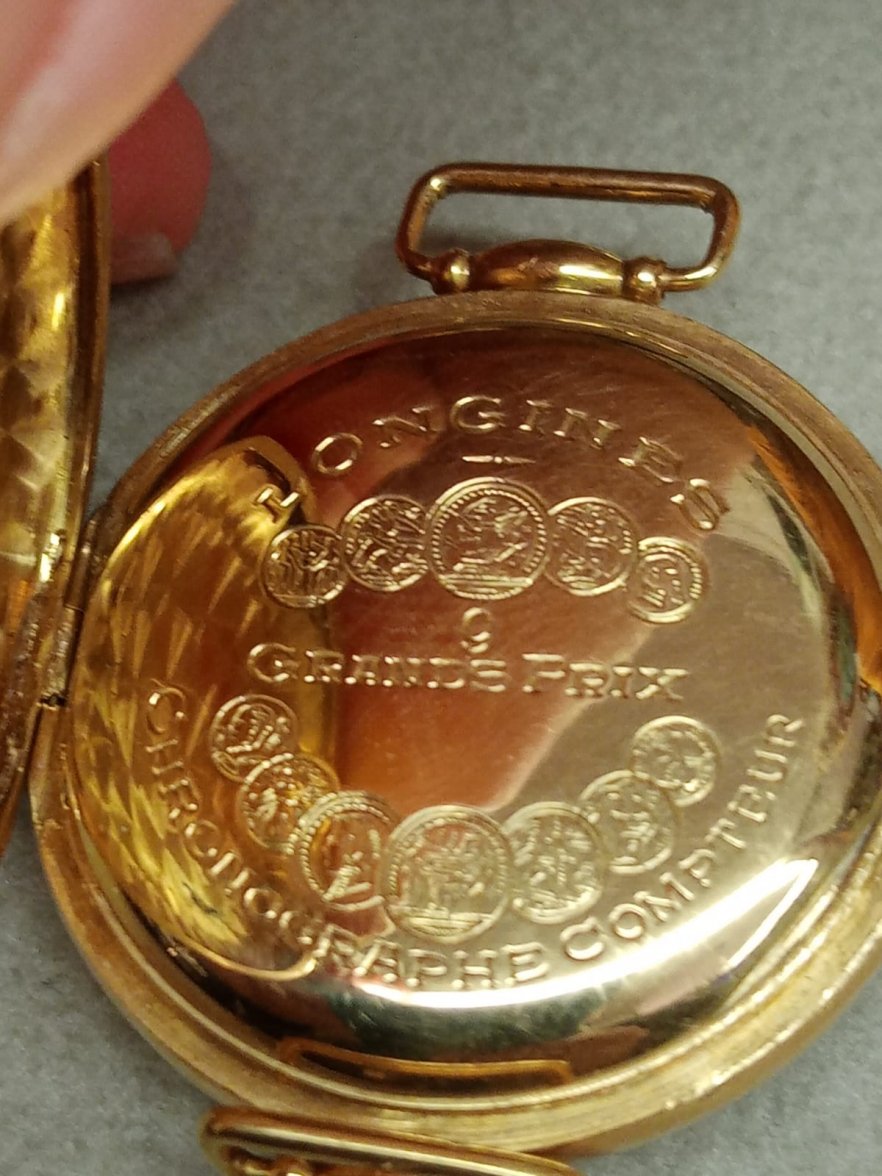 LONGINES
9
GRANDS PRIX
CHRONOGRAPHE COMPTEUR